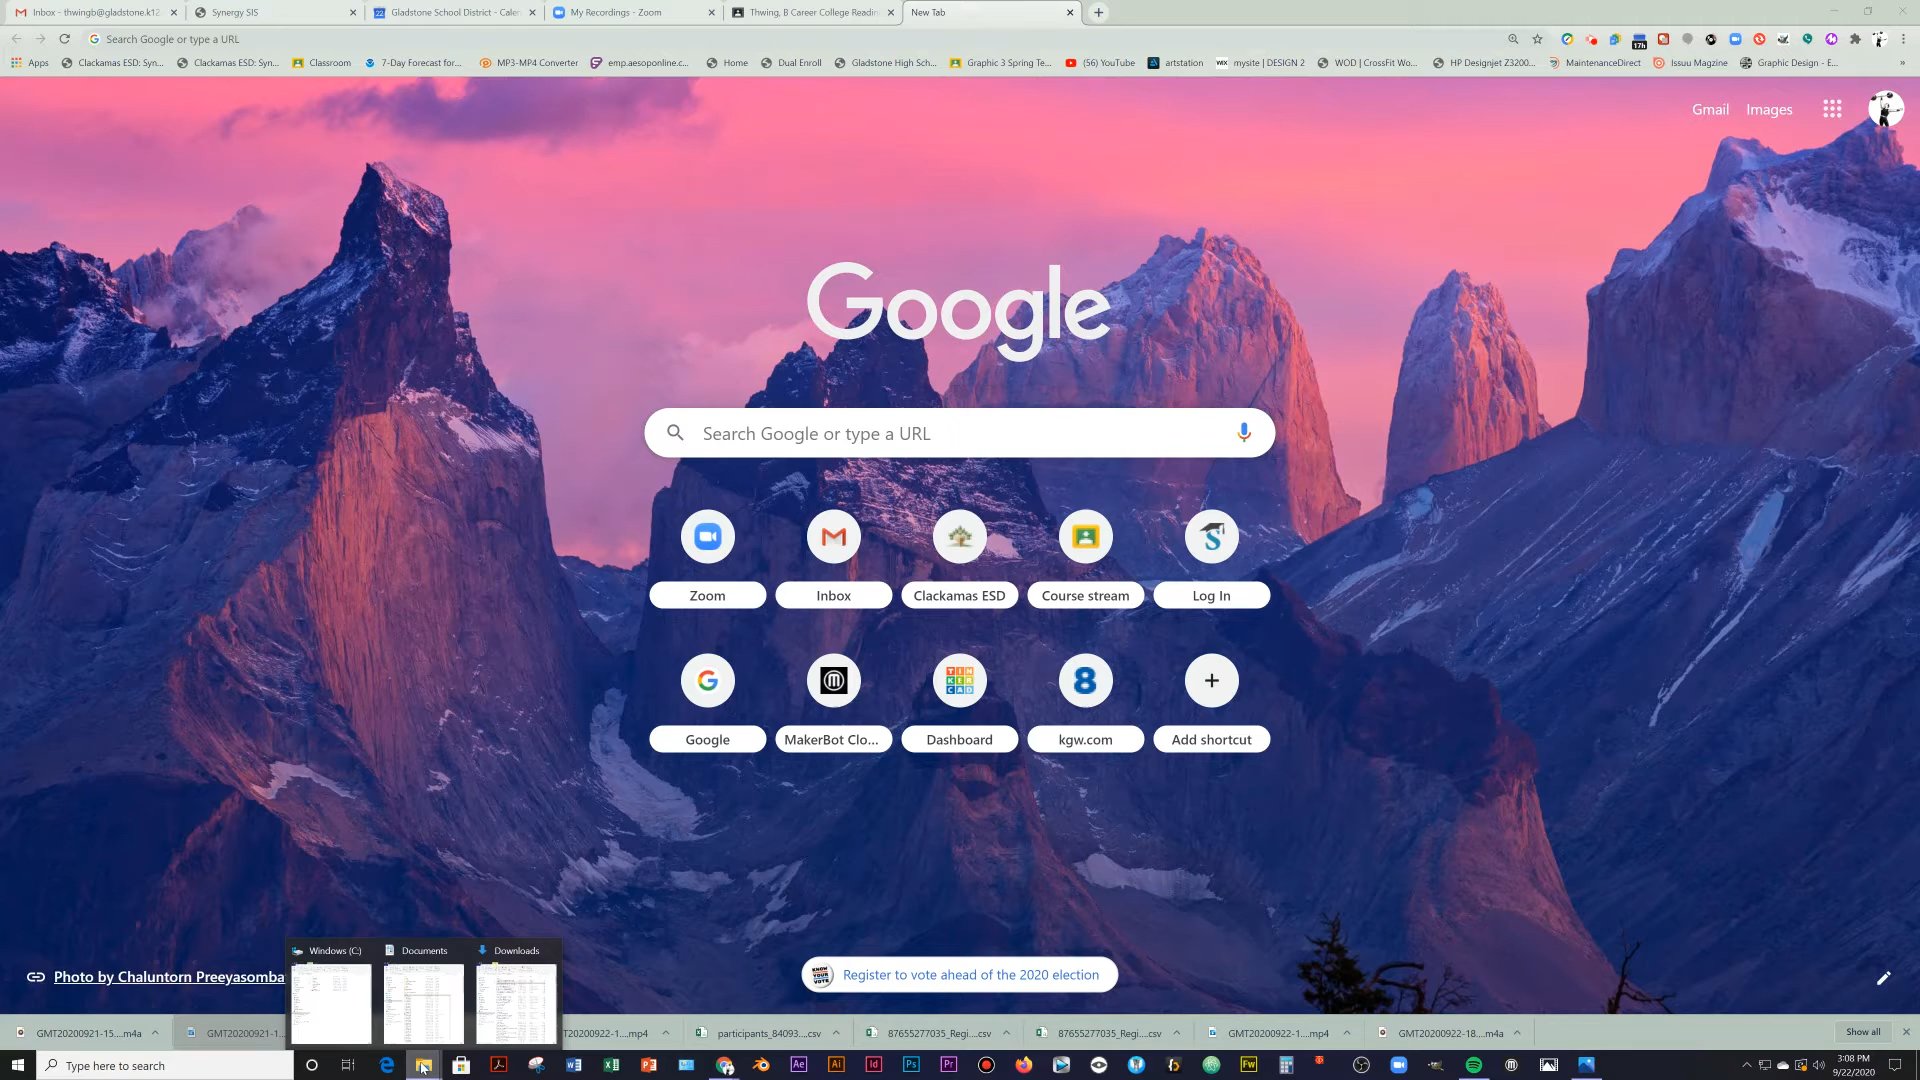 Inbox - thwingb@gladstone.k12.
Synergy SIS
Gladstone School District - Calen
My Recordings - Zoom
Thwing, B Career College Readin
New Tab
Search Google or type a URL
17h
Apps
Clackamas ESD: Syn...
Clackamas ESD: Syn...
Classroom
7-Day Forecast for...
MP3-MP4 Converter
emp.aesoponline.c...
Home
Dual Enroll
Gladstone High Sch...
Graphic 3 Spring Te...
(56) YouTube
artstation
WIX mysite | DESIGN 2
WOD | CrossFit Wo...
HP Designjet Z3200...
MaintenanceDirect
Issuu Magzine
Graphic Design - E...
Gmail Images
Google
Search Google or type a URL
Zoom
Inbox
Clackamas ESD
Course stream
Log In
Google
MakerBot Clo...
Dashboard
kgw.com
Add shortcut
Windows (C:)
Documents
Downloads
Photo by Chaluntorn Preeyasomba
KNOW YOUR VOTE
Register to vote ahead of the 2020 election
GMT20200921-15....m4a
GMT20200921-1
T20200922-1....mp4
participants_84093....csv
87655277035_Regi....csv
87655277035_Regi....csv
GMT20200922-1....mp4
GMT20200922-18....m4a
Show all
Type here to search
3:08 PM
9/22/2020